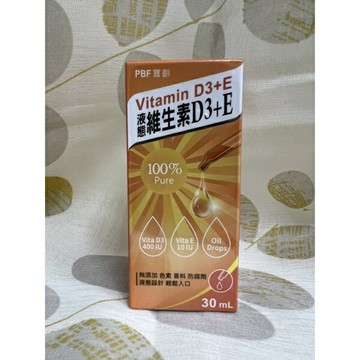 PBF 寶齡
Vitamin D3+E
液態維生素D3+E
100%
Pure
Vita D3
400 IU
Vita E
10 IU
Oil
Drops
無添加 色素 香料 防腐劑
液態設計 輕鬆入口
30 mL